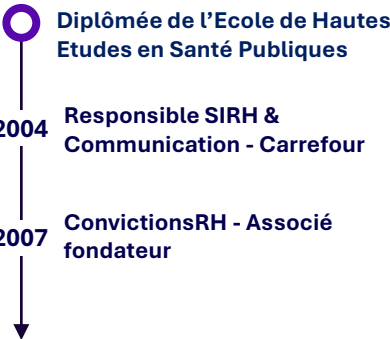 Diplômée de l’Ecole de Hautes
Etudes en Santé Publiques
2004
Responsible SIRH &
Communication - Carrefour
2007
ConvictionsRH - Associé
fondateur